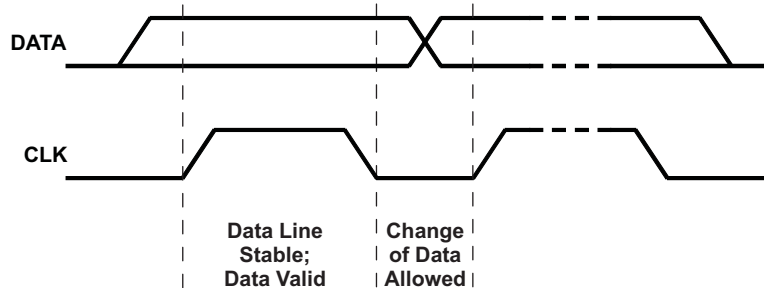 DATA
CLK
Data Line
Stable;
Data Valid
Change
of Data
Allowed